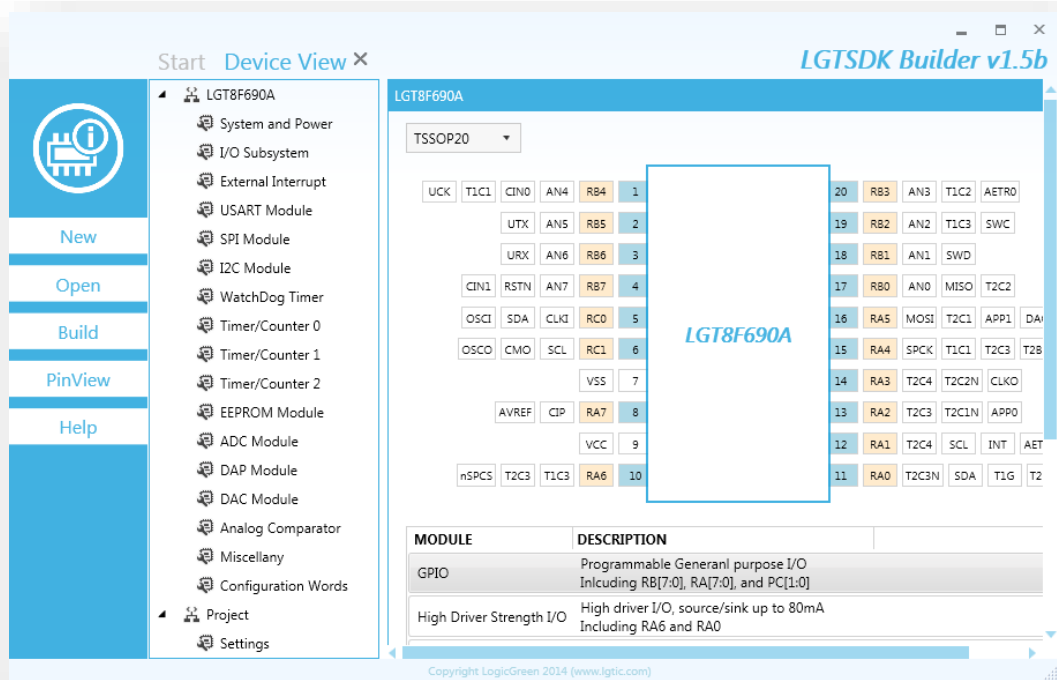 Start Device View ✕
LGTSDK Builder v1.5b
New
Open
Build
PinView
Help
LGT8F690A
System and Power
I/O Subsystem
External Interrupt
USART Module
SPI Module
I2C Module
WatchDog Timer
Timer/Counter 0
Timer/Counter 1
Timer/Counter 2
EEPROM Module
ADC Module
DAP Module
DAC Module
Analog Comparator
Miscellany
Configuration Words
Project
Settings
LGT8F690A
TSSOP20
UCK T1C1 CIN0 AN4 RB4 1 20 RB3 AN3 T1C2 AETR0
UTX AN5 RB5 2 19 RB2 AN2 T1C3 SWC
URX AN6 RB6 3 18 RB1 AN1 SWD
CIN1 RSTN AN7 RB7 4 17 RB0 AN0 MISO T2C2
OSCI SDA CLKI RC0 5 16 RA5 MOSI T2C1 APP1
OSCO CMO SCL RC1 6 15 RA4 SPCK T1C1 T2C3 T2B
VSS 7 14 RA3 T2C4 T2C2N CLKO
AVREF CIP RA7 8 13 RA2 T2C3 T2C1N APP0
VCC 9 12 RA1 T2C4 SCL INT AET
nSPCS T2C3 T1C3 RA6 10 11 RA0 T2C3N SDA T1G T2
LGT8F690A
MODULE DESCRIPTION
GPIO
Programmable Generanl purpose I/O
Inlcuding RB[7:0], RA[7:0], and PC[1:0]
High Driver Strength I/O
High driver I/O, source/sink up to 80mA
Including RA6 and RA0
Copyright LogicGreen 2014 (www.lgtic.com)